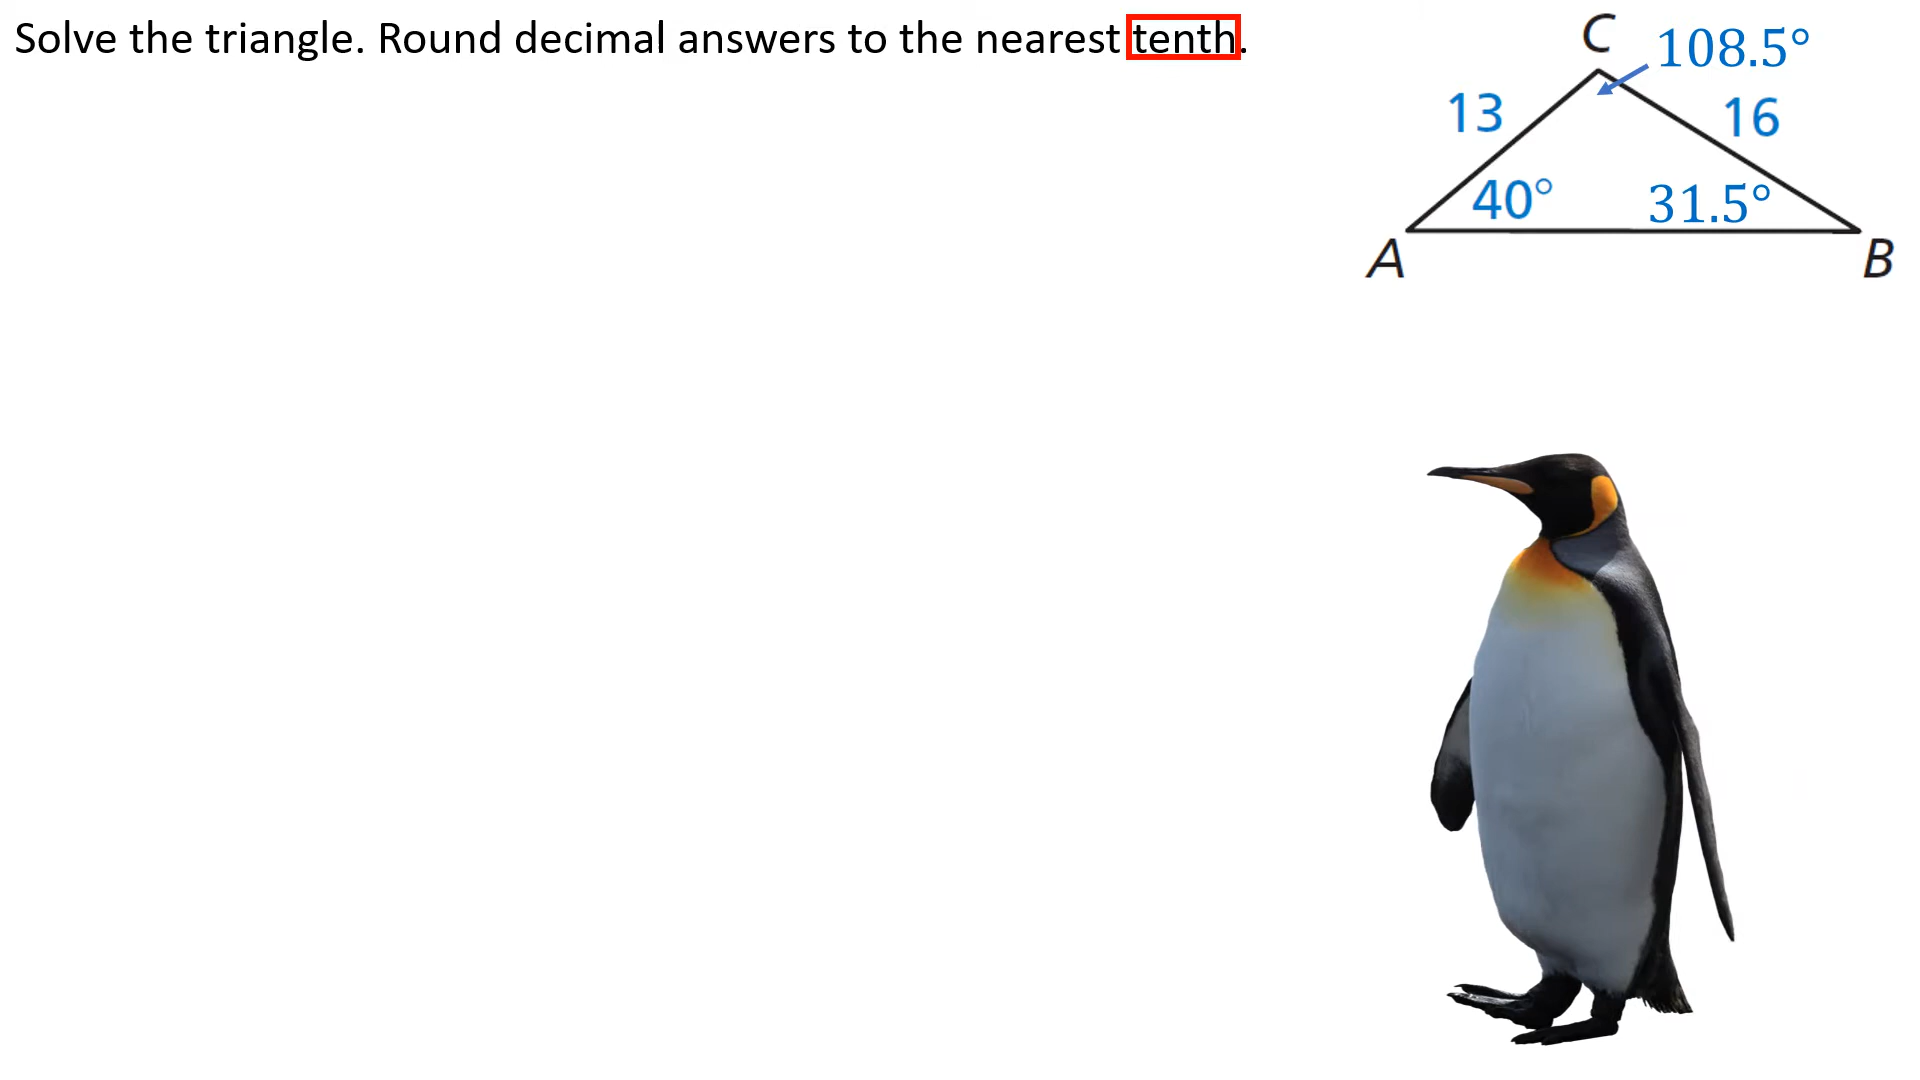 Solve the triangle. Round decimal answers to the nearest tenth.
C
108.5°
13
16
40°
31.5°
A
B